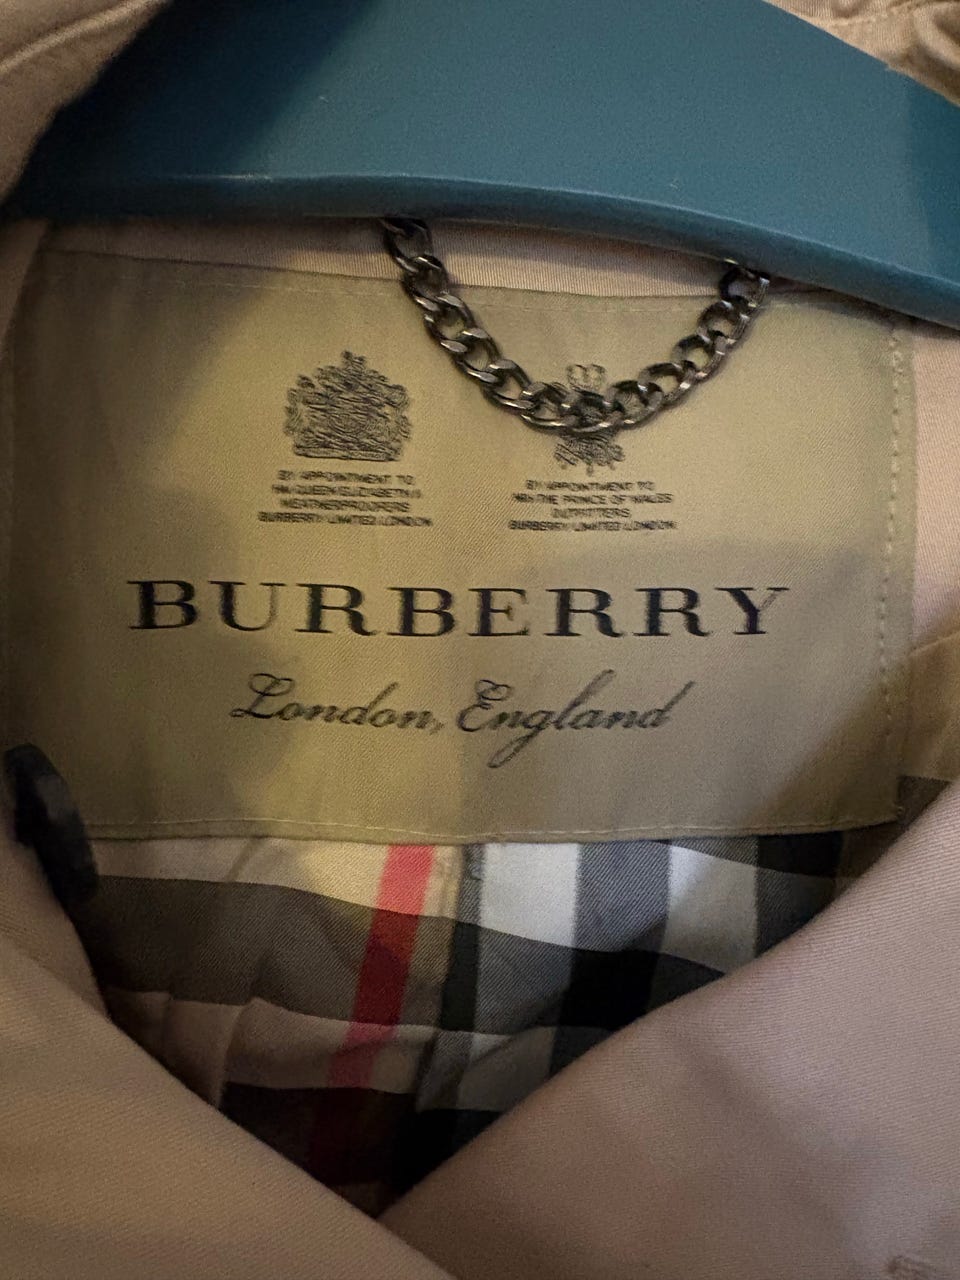 BY APPOINTMENT TO
HM QUEEN ELIZABETH II
WEATHERPROOFERS
BURBERRY LIMITED LONDON
BY APPOINTMENT TO
HRH THE PRINCE OF WALES
OUTFITTERS
BURBERRY LIMITED LONDON
BURBERRY
London, England